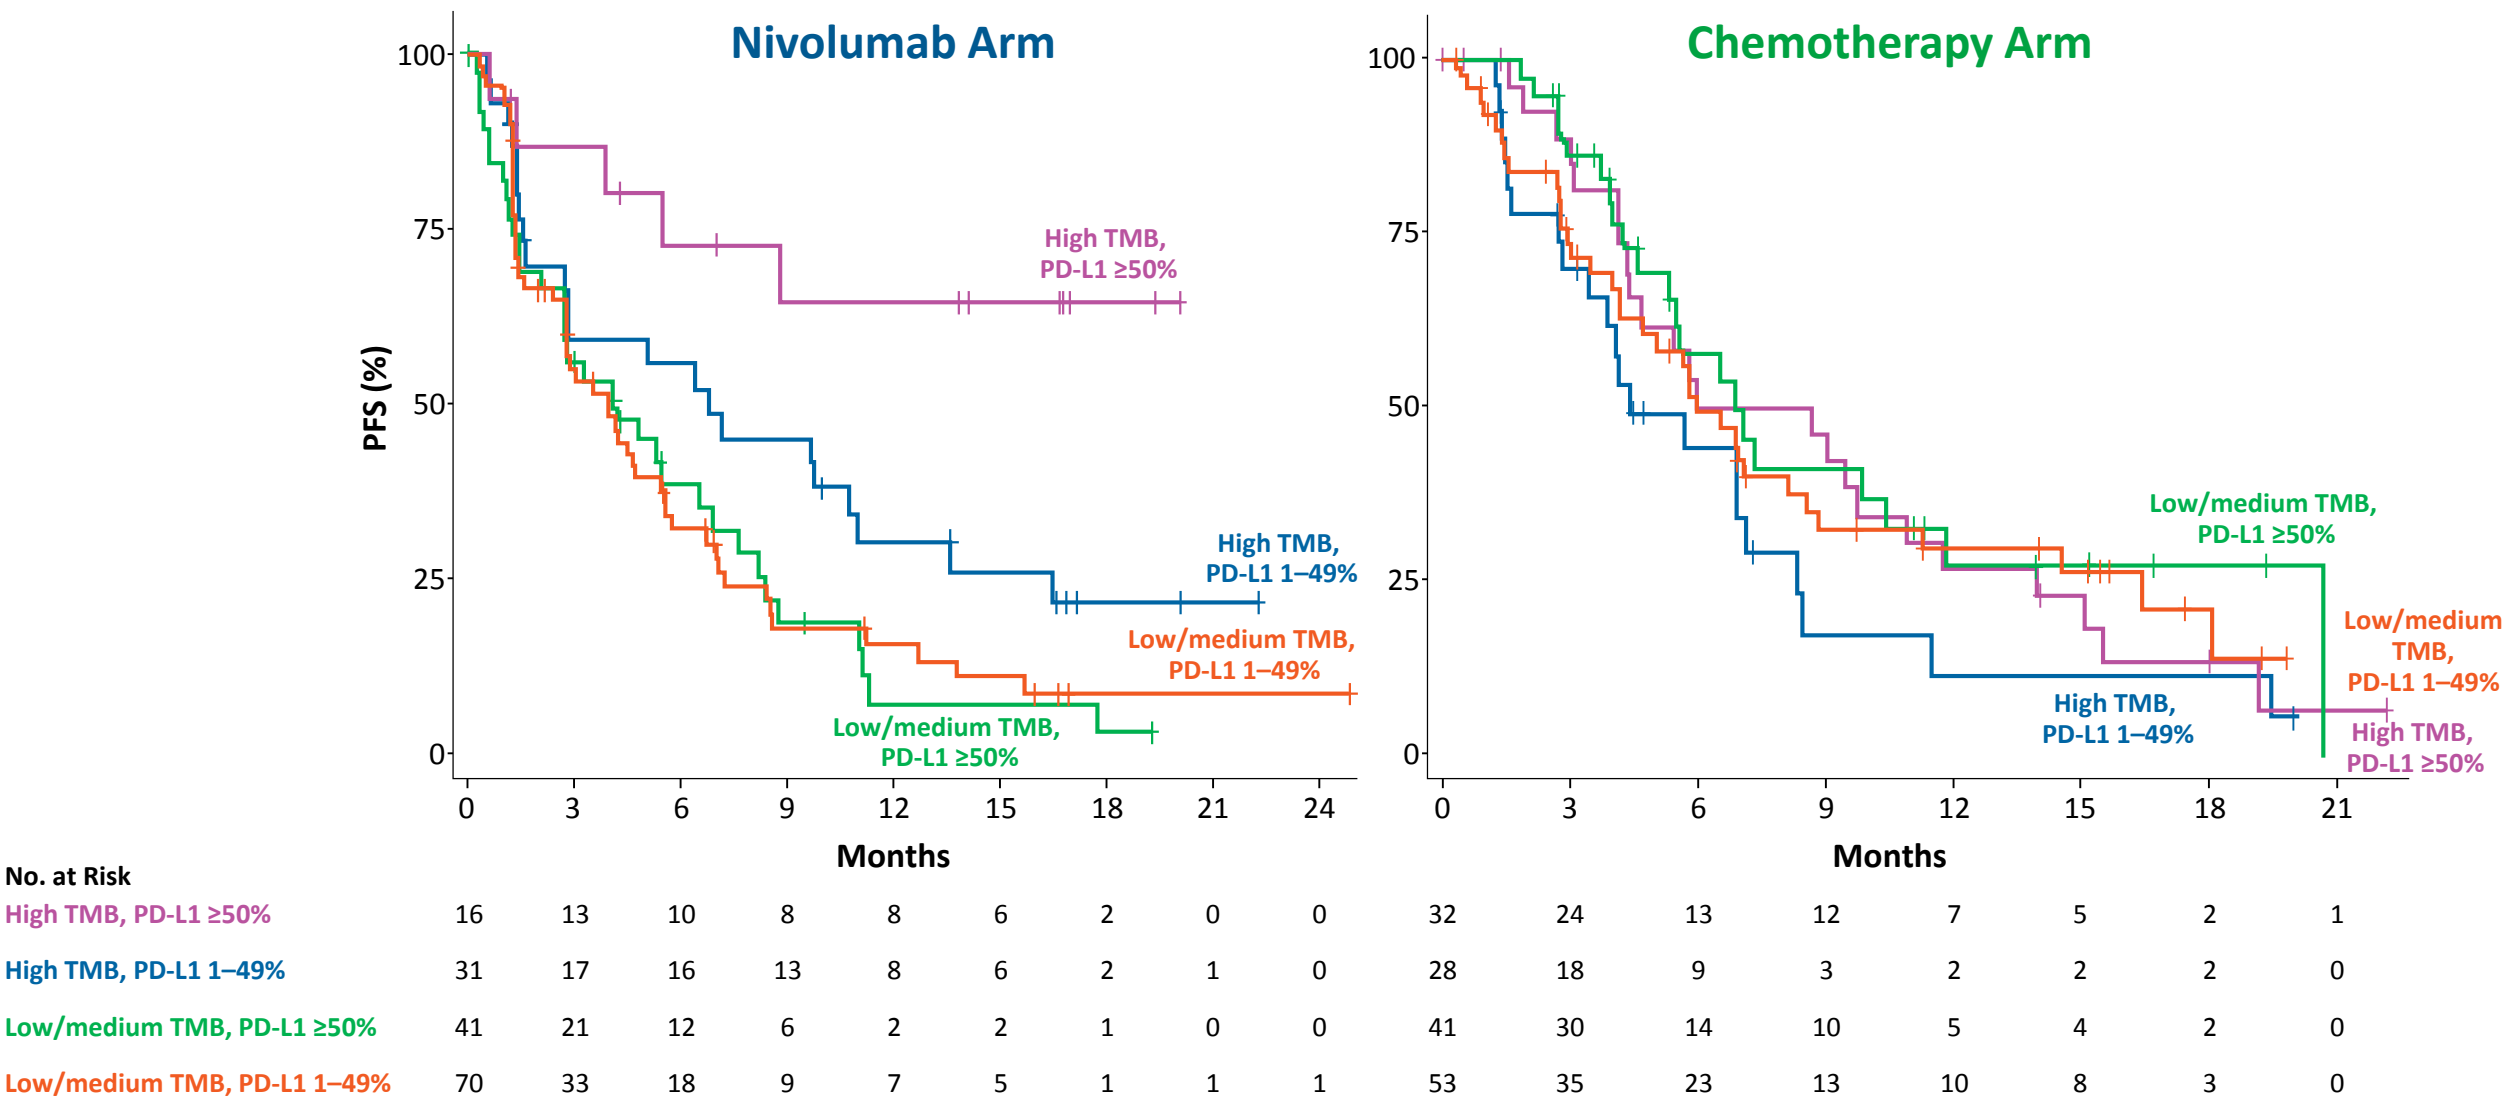 Nivolumab Arm
PFS (%)
100
75
50
25
0
High TMB,
PD-L1 ≥50%
High TMB,
PD-L1 1–49%
Low/medium TMB,
PD-L1 1–49%
Low/medium TMB,
PD-L1 ≥50%
0 3 6 9 12 15 18 21 24
Months
Chemotherapy Arm
100
75
50
25
0
Low/medium TMB,
PD-L1 ≥50%
Low/medium
TMB,
PD-L1 1–49%
High TMB,
PD-L1 1–49%
High TMB,
PD-L1 ≥50%
0 3 6 9 12 15 18 21
Months
No. at Risk
High TMB, PD-L1 ≥50% 16 13 10 8 8 6 2 0 0 32 24 13 12 7 5 2 1
High TMB, PD-L1 1–49% 31 17 16 13 8 6 2 1 0 28 18 9 3 2 2 2 0
Low/medium TMB, PD-L1 ≥50% 41 21 12 6 2 2 1 0 0 41 30 14 10 5 4 2 0
Low/medium TMB, PD-L1 1–49% 70 33 18 9 7 5 1 1 1 53 35 23 13 10 8 3 0